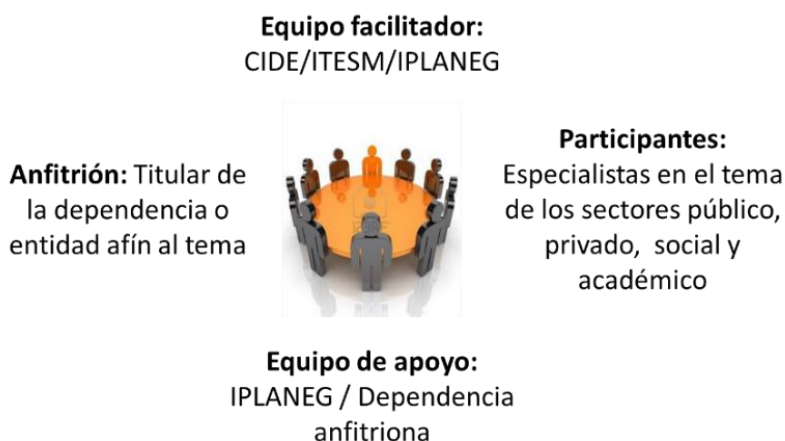 Equipo facilitador:
CIDE/ITESM/IPLANEG
Anfitrión: Titular de
la dependencia o
entidad afín al tema
Participantes:
Especialistas en el tema
de los sectores público,
privado, social y
académico
Equipo de apoyo:
IPLANEG / Dependencia
anfitriona